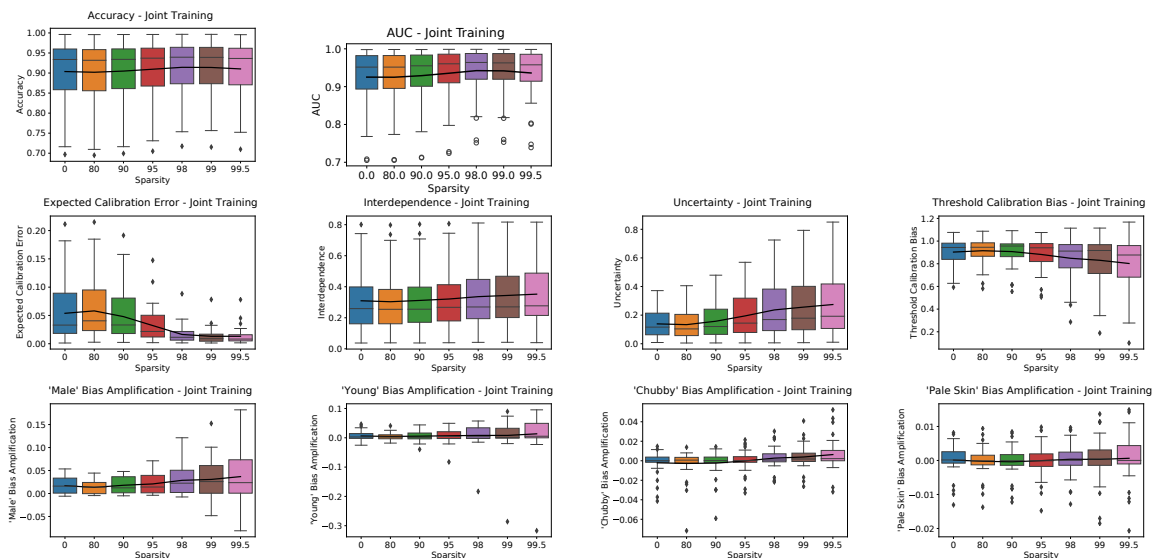 Accuracy - Joint Training
Accuracy
1.00
0.95
0.90
0.85
0.80
0.75
0.70
0 80 90 95 98 99 99.5
Sparsity
AUC - Joint Training
AUC
1.0
0.9
0.8
0.7
0.0 80.0 90.0 95.0 98.0 99.0 99.5
Sparsity
Expected Calibration Error - Joint Training
Expected Calibration Error
0.20
0.15
0.10
0.05
0.00
0 80 90 95 98 99 99.5
Sparsity
Interdependence - Joint Training
Interdependence
0.8
0.6
0.4
0.2
0.0
0 80 90 95 98 99 99.5
Sparsity
Uncertainty - Joint Training
Uncertainty
0.8
0.6
0.4
0.2
0.0
0 80 90 95 98 99 99.5
Sparsity
Threshold Calibration Bias - Joint Training
Threshold Calibration Bias
1.2
1.0
0.8
0.6
0.4
0.2
0 80 90 95 98 99 99.5
Sparsity
'Male' Bias Amplification - Joint Training
'Male' Bias Amplification
0.15
0.10
0.05
0.00
−0.05
0 80 90 95 98 99 99.5
Sparsity
'Young' Bias Amplification - Joint Training
'Young' Bias Amplification
0.1
0.0
−0.1
−0.2
−0.3
0 80 90 95 98 99 99.5
Sparsity
'Chubby' Bias Amplification - Joint Training
'Chubby' Bias Amplification
0.04
0.02
0.00
−0.02
−0.04
−0.06
0 80 90 95 98 99 99.5
Sparsity
'Pale Skin' Bias Amplification - Joint Training
'Pale Skin' Bias Amplification
0.01
0.00
−0.01
−0.02
0 80 90 95 98 99 99.5
Sparsity